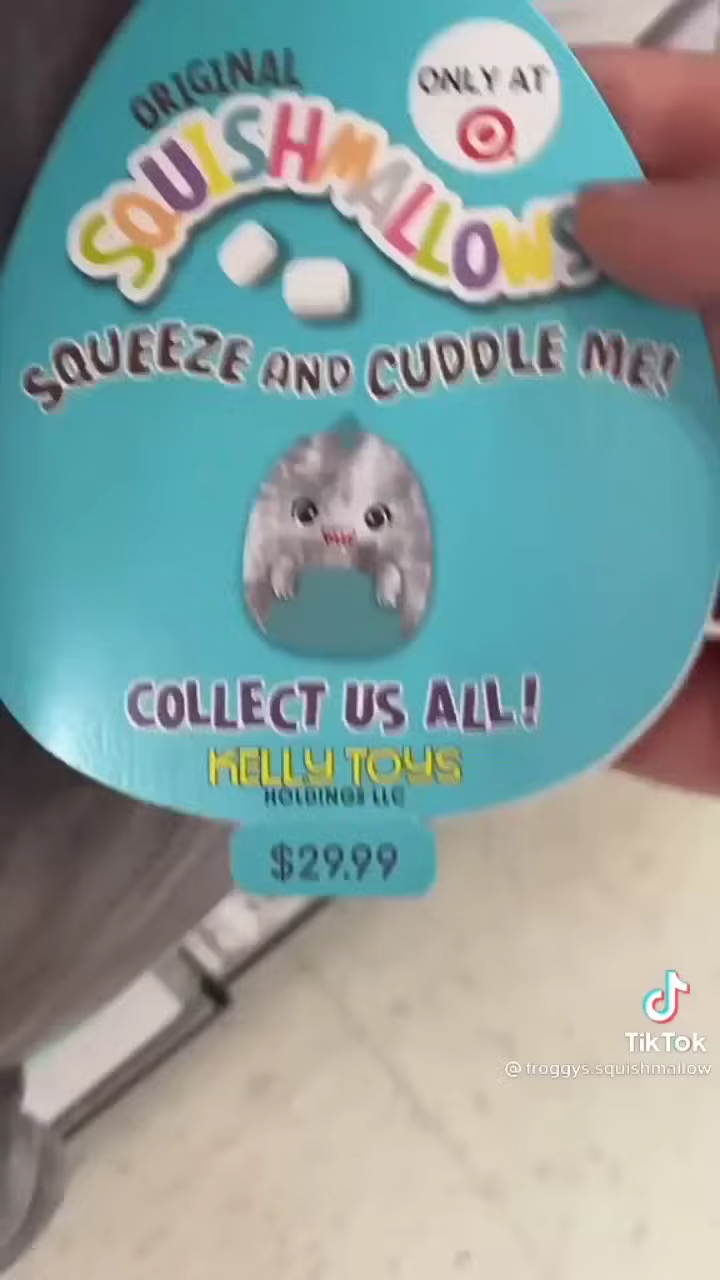 ORIGINAL
ONLY AT
SQUISHMALLOWS
SQUEEZE AND CUDDLE ME!
COLLECT US ALL!
KELLY TOYS
HOLDINGS LLC
$29.99
TikTok
@froggys.squishmallow